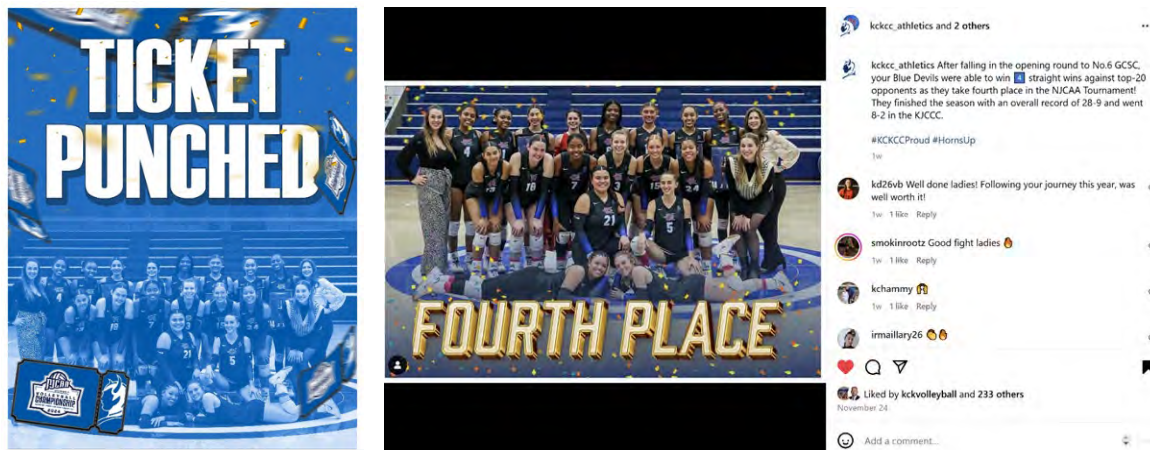 TICKET
PUNCHED
NJCAA
VOLLEYBALL
CHAMPIONSHIP
2024
FOURTH PLACE
kckcc_athletics and 2 others
kckcc_athletics After falling in the opening round to No.6 GCSC,
your Blue Devils were able to win 4 straight wins against top-20
opponents as they take fourth place in the NJCAA Tournament!
They finished the season with an overall record of 28-9 and went
8-2 in the KJCCC.
#KCKCCProud #HornsUp
1w
kd26vb Well done ladies! Following your journey this year, was
well worth it!
1w 1 like Reply
smokinrootz Good fight ladies 🔥
1w 1 like Reply
kchammy 🙌
1w 1 like Reply
irmaillary26 👏🔥
Liked by kckvolleyball and 233 others
November 24
Add a comment...